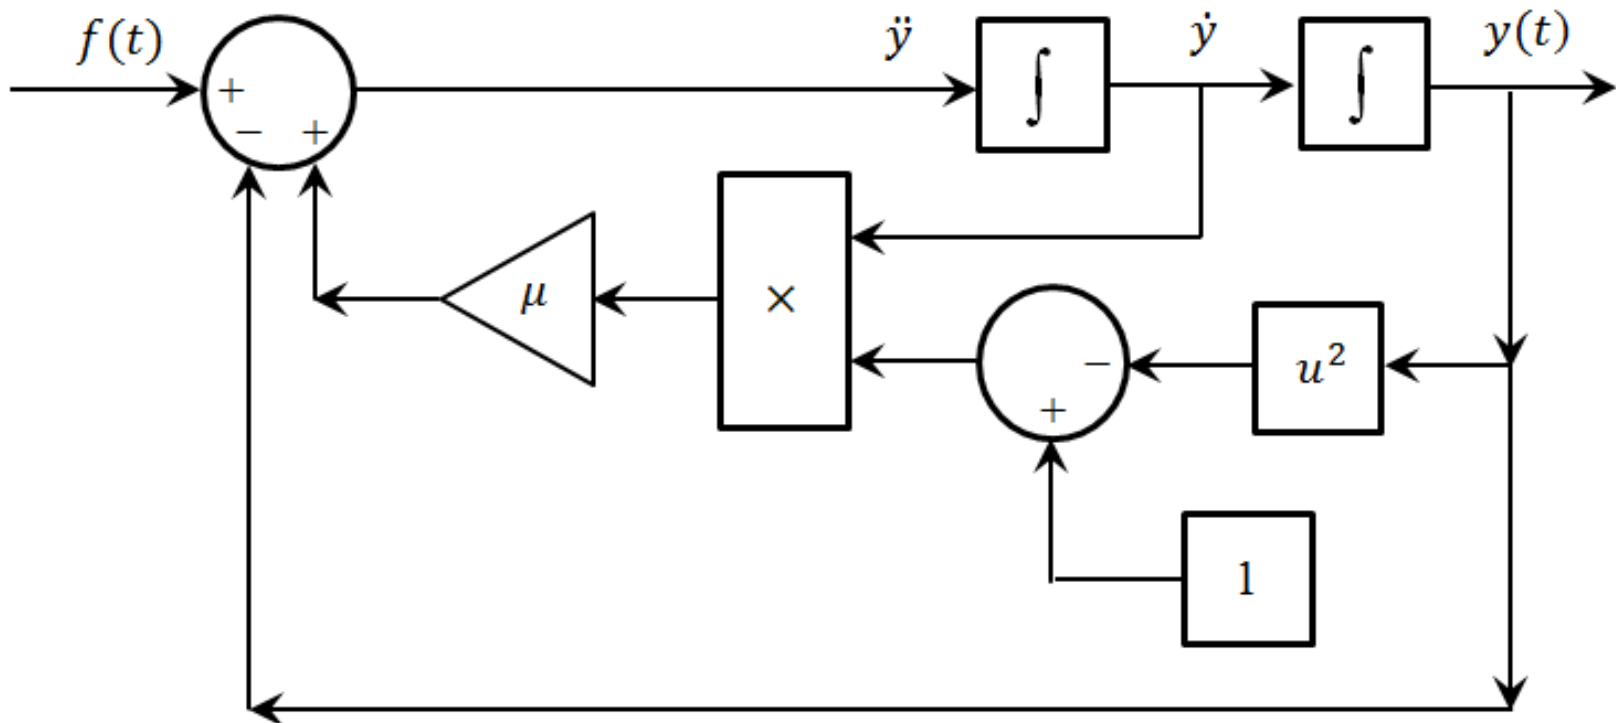 f(t)
ÿ
∫
ẏ
∫
y(t)
+
− +
μ
×
−
u²
+
1